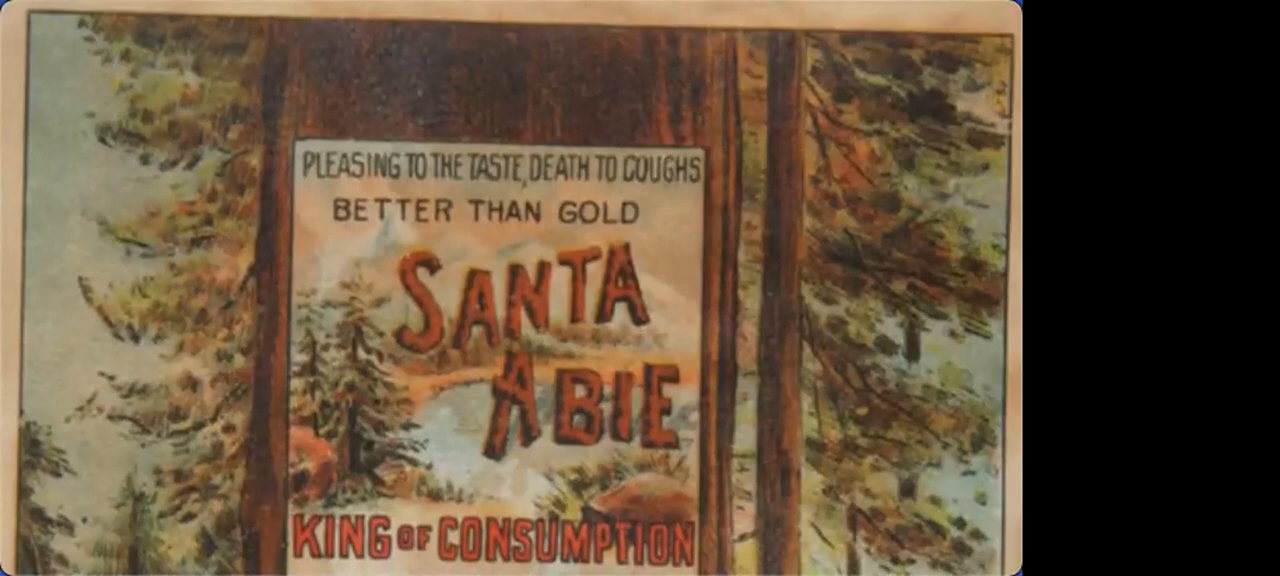 PLEASING TO THE TASTE, DEATH TO COUGHS
BETTER THAN GOLD
SANTA
ABIE
KING OF CONSUMPTION